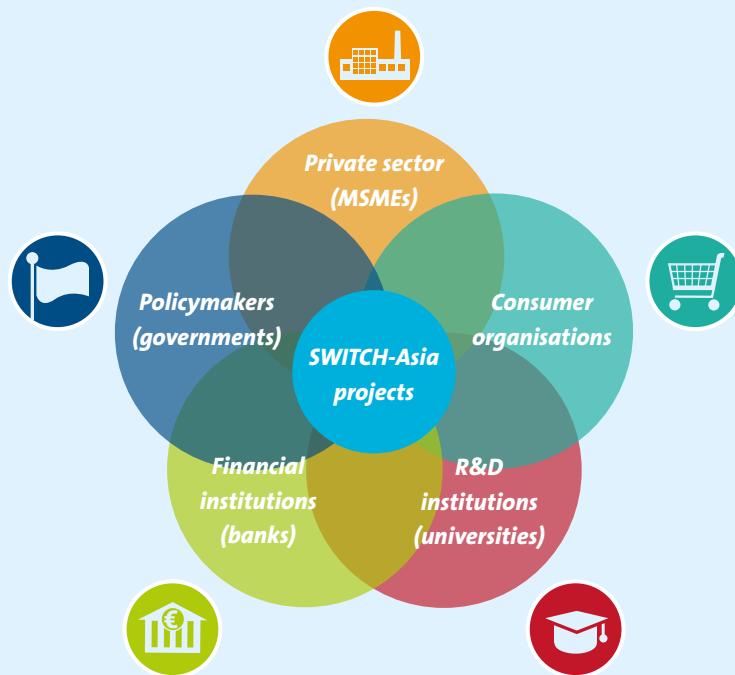 Private sector
(MSMEs)
Policymakers
(governments)
Consumer
organisations
SWITCH-Asia
projects
Financial
institutions
(banks)
R&D
institutions
(universities)
€